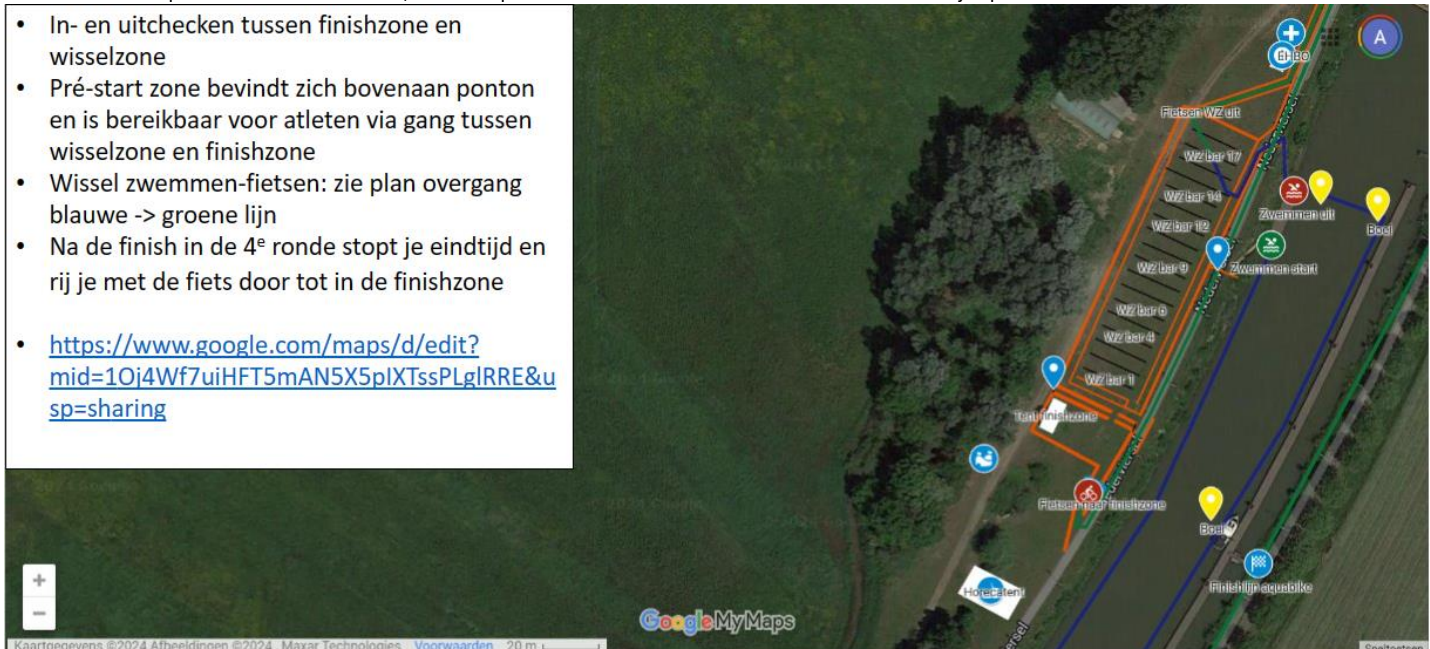 • In- en uitchecken tussen finishzone en
wisselzone
• Pré-start zone bevindt zich bovenaan ponton
en is bereikbaar voor atleten via gang tussen
wisselzone en finishzone
• Wissel zwemmen-fietsen: zie plan overgang
blauwe -> groene lijn
• Na de finish in de 4e ronde stopt je eindtijd en
rij je met de fiets door tot in de finishzone
• https://www.google.com/maps/d/edit?
mid=1Oj4Wf7uiHFT5mAN5X5pIXTssPLglRRE&u
sp=sharing
A
EHBO
Fietsen WZ uit
WZ bar 17
WZ bar 14
WZ bar 12
WZ bar 9
WZ bar 6
WZ bar 4
WZ bar 1
Zwemmen uit
Boei
Zwemmen start
Tent finishzone
Fietsen naar finishzone
Boei
Finishlijn aquabike
Horecatent
Google My Maps
Kaartgegevens ©2024 Afbeeldingen ©2024 , Maxar Technologies Voorwaarden 20 m
Sneltoetsen